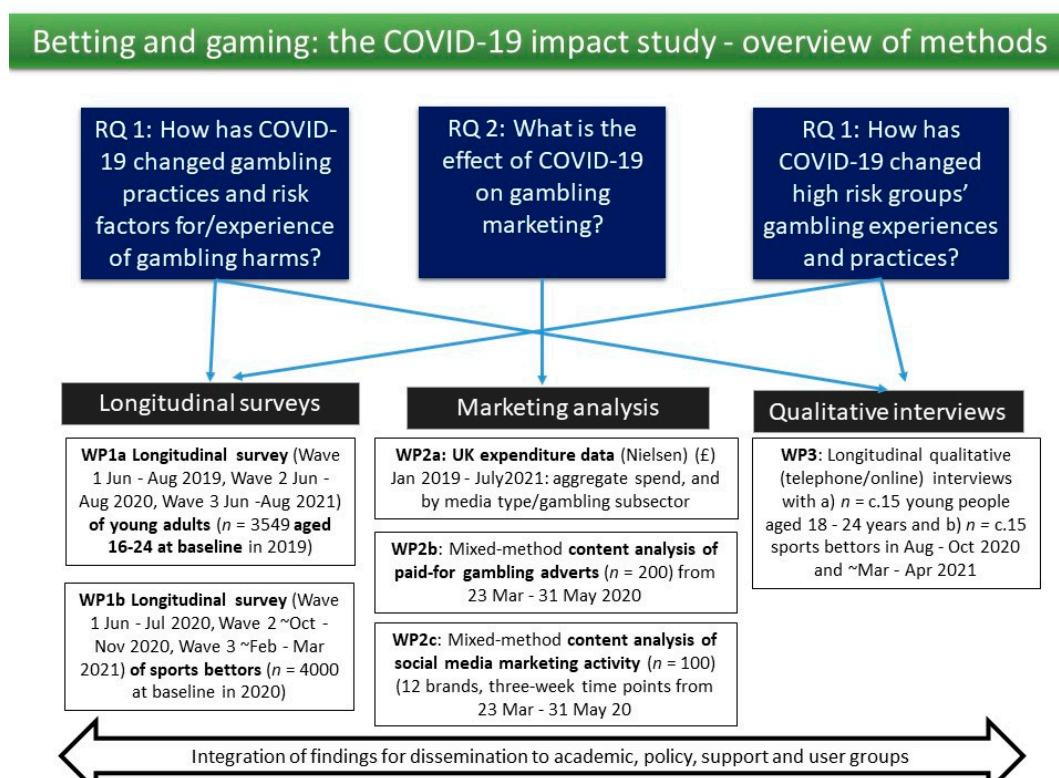 Betting and gaming: the COVID-19 impact study - overview of methods
RQ 1: How has COVID-
19 changed gambling
practices and risk
factors for/experience
of gambling harms?
RQ 2: What is the
effect of COVID-19
on gambling
marketing?
RQ 1: How has
COVID-19 changed
high risk groups'
gambling experiences
and practices?
Longitudinal surveys
WP1a Longitudinal survey (Wave
1 Jun - Aug 2019, Wave 2 Jun -
Aug 2020, Wave 3 Jun -Aug 2021)
of young adults (n = 3549 aged
16-24 at baseline in 2019)
WP1b Longitudinal survey (Wave
1 Jun - Jul 2020, Wave 2 ~Oct -
Nov 2020, Wave 3 ~Feb - Mar
2021) of sports bettors (n = 4000
at baseline in 2020)
Marketing analysis
WP2a: UK expenditure data (Nielsen) (£)
Jan 2019 - July2021: aggregate spend, and
by media type/gambling subsector
WP2b: Mixed-method content analysis of
paid-for gambling adverts (n = 200) from
23 Mar - 31 May 2020
WP2c: Mixed-method content analysis of
social media marketing activity (n = 100)
(12 brands, three-week time points from
23 Mar - 31 May 20
Qualitative interviews
WP3: Longitudinal qualitative
(telephone/online) interviews
with a) n = c.15 young people
aged 18 - 24 years and b) n = c.15
sports bettors in Aug - Oct 2020
and ~Mar - Apr 2021
Integration of findings for dissemination to academic, policy, support and user groups